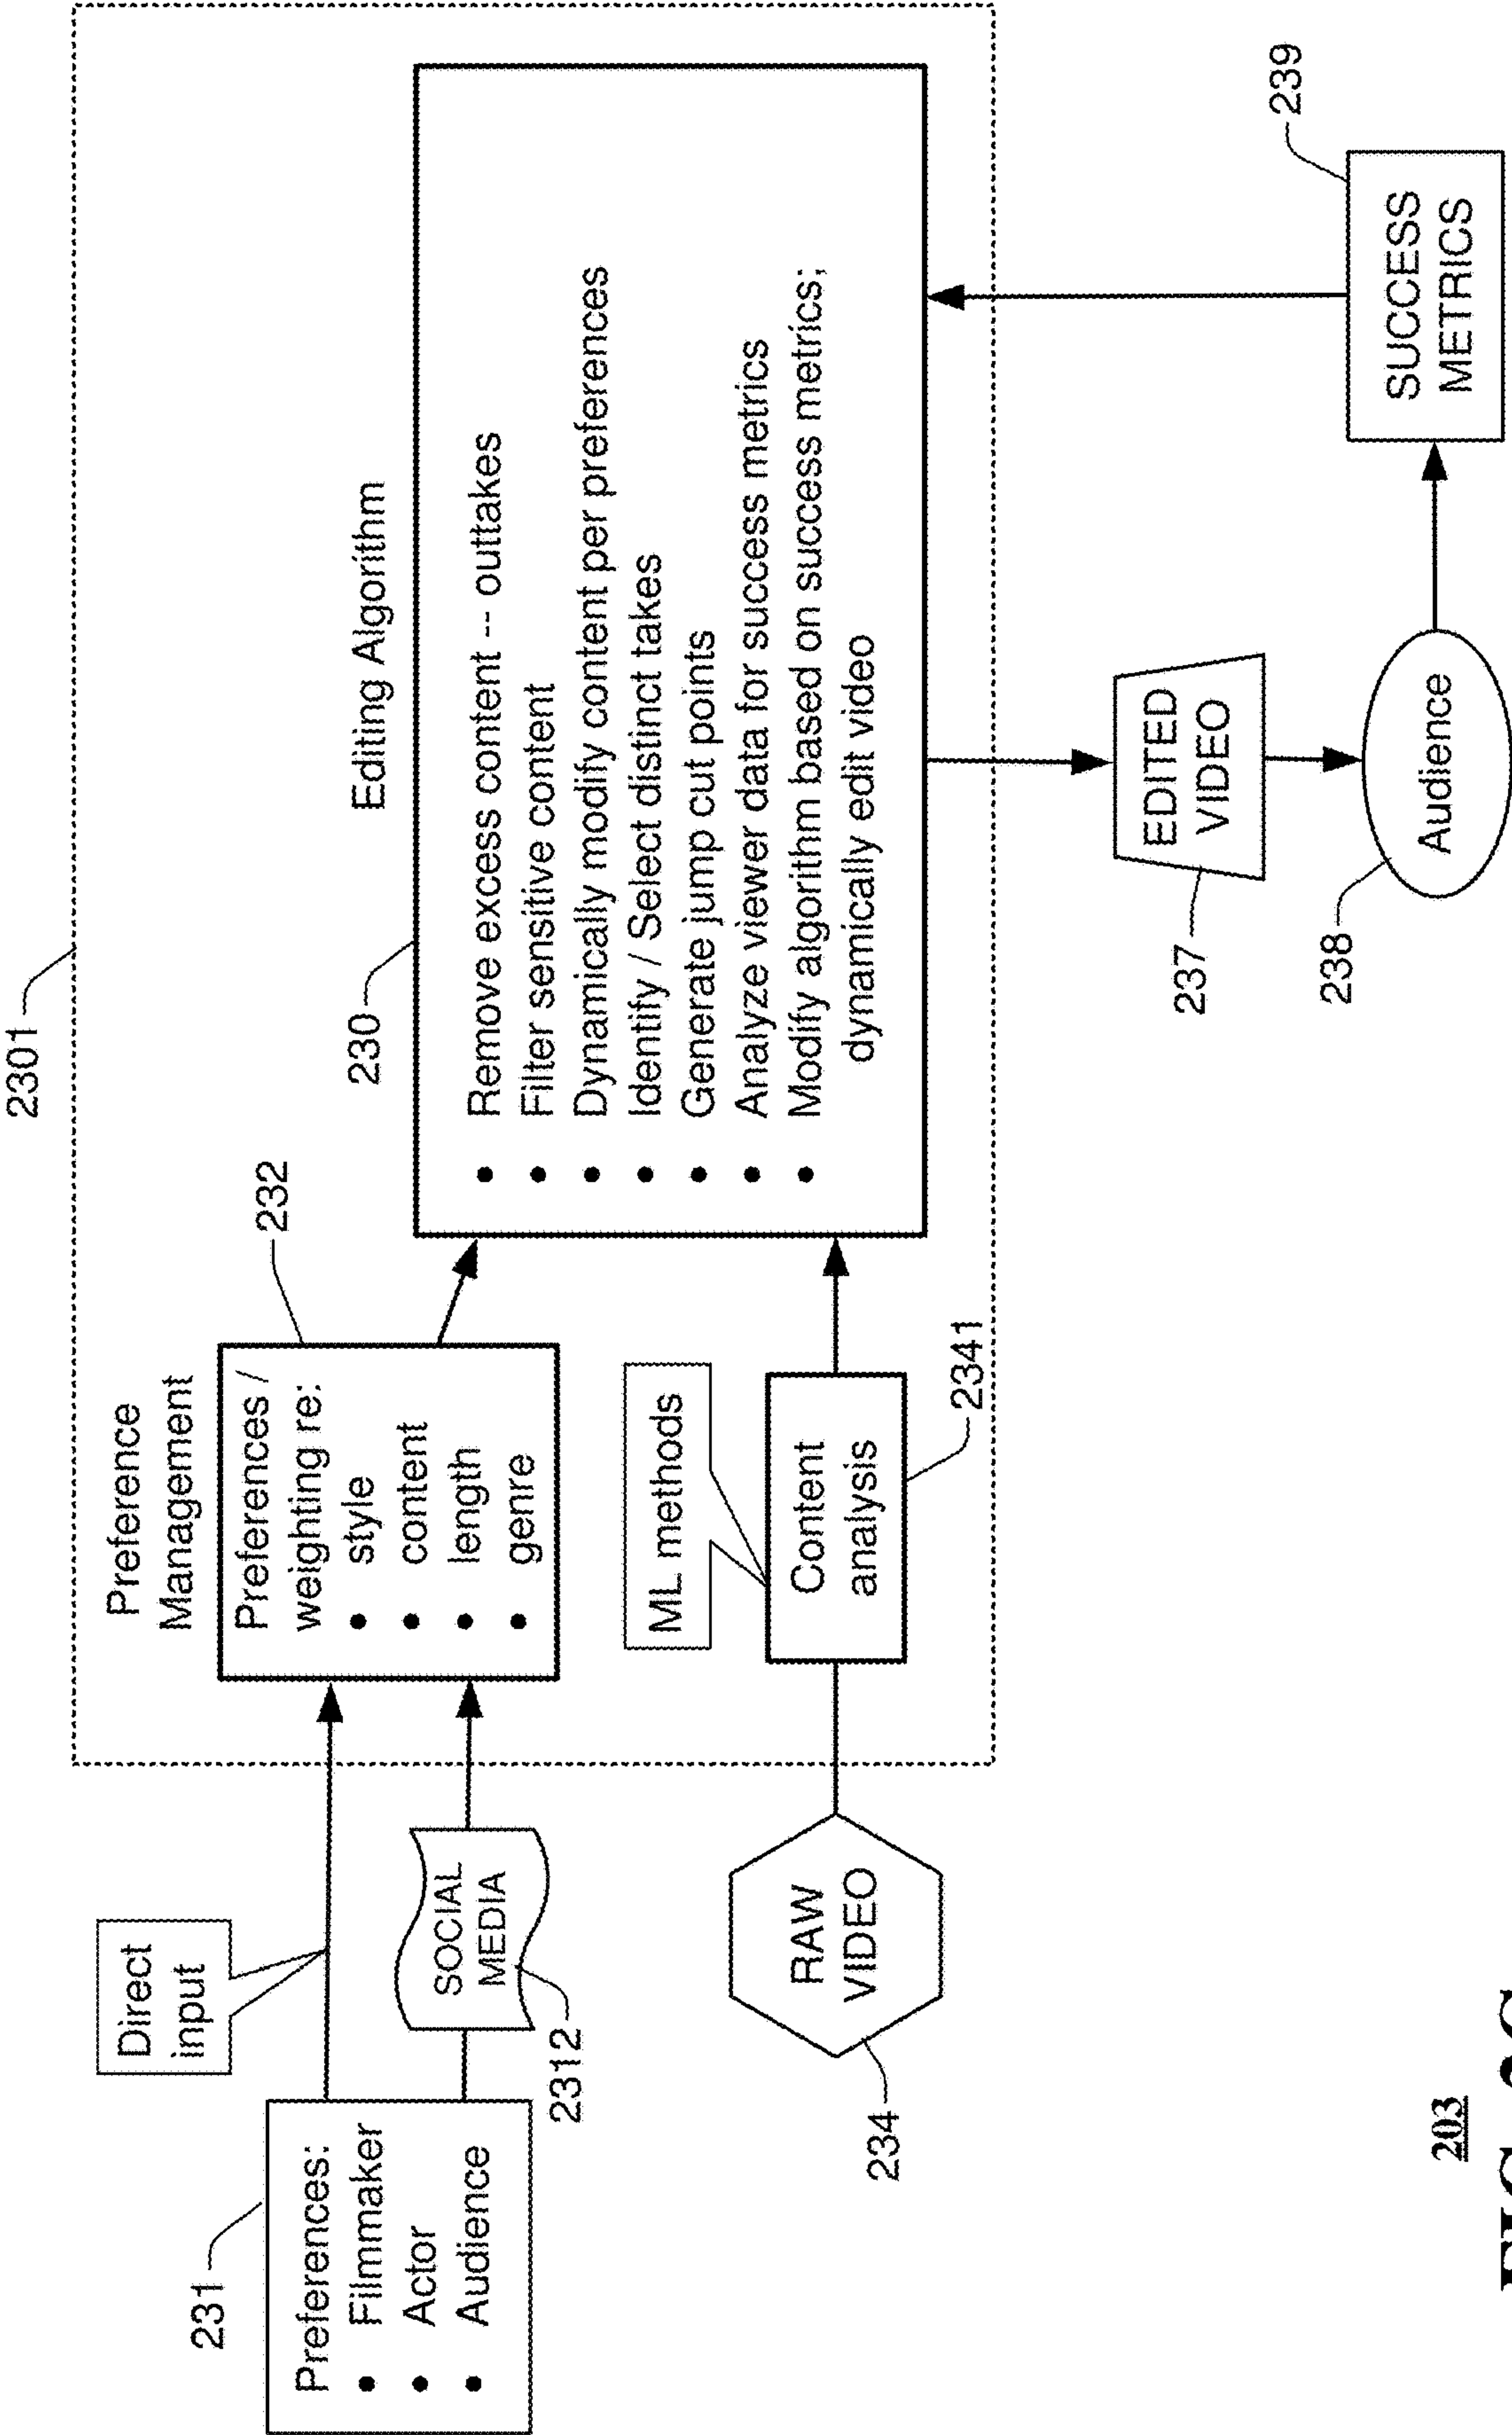 2301
Preference
Management
232
Preferences /
weighting re:
• style
• content
• length
• genre
Editing Algorithm
230
• Remove excess content -- outtakes
• Filter sensitive content
• Dynamically modify content per preferences
• Identify / Select distinct takes
• Generate jump cut points
• Analyze viewer data for success metrics
• Modify algorithm based on success metrics;
dynamically edit video
Direct
input
231
Preferences:
• Filmmaker
• Actor
• Audience
SOCIAL
MEDIA
2312
ML methods
Content
analysis
2341
RAW
VIDEO
234
EDITED
VIDEO
237
Audience
238
SUCCESS
METRICS
239
203